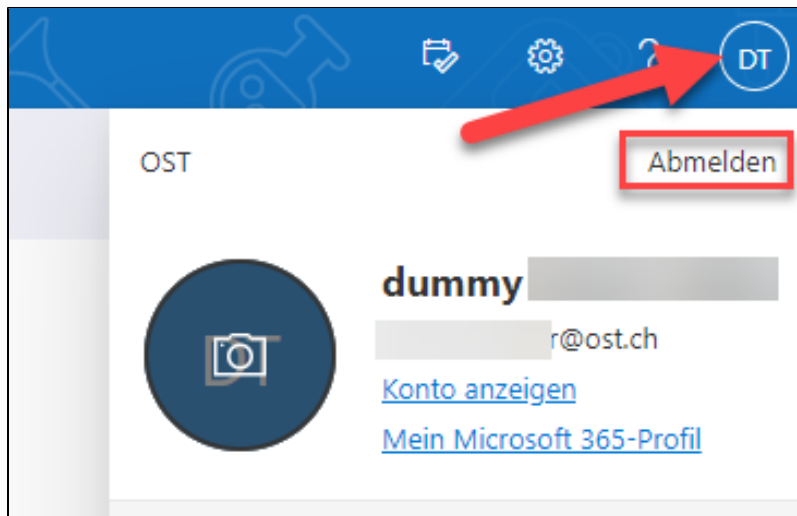 DT
OST Abmelden
dummy
r@ost.ch
Konto anzeigen
Mein Microsoft 365-Profil